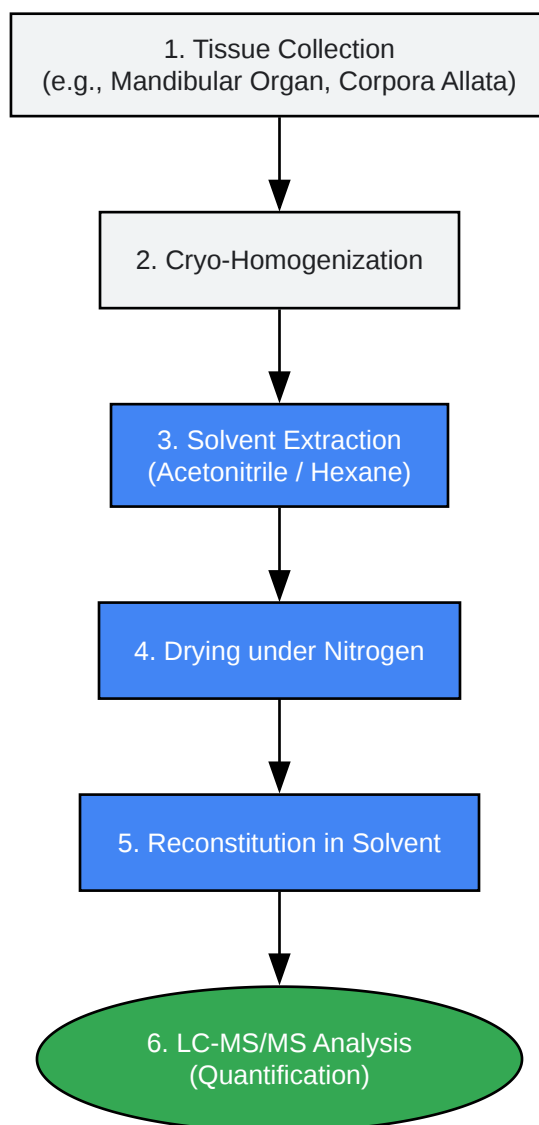 1. Tissue Collection
(e.g., Mandibular Organ, Corpora Allata)
2. Cryo-Homogenization
3. Solvent Extraction
(Acetonitrile / Hexane)
4. Drying under Nitrogen
5. Reconstitution in Solvent
6. LC-MS/MS Analysis
(Quantification)